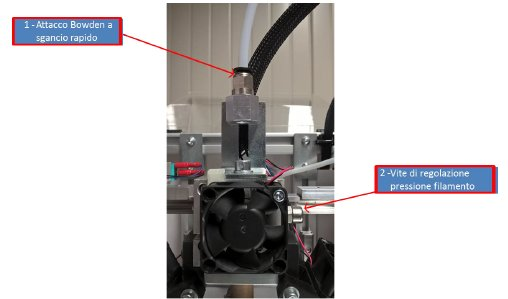 1 - Attacco Bowden a
sgancio rapido
2 -Vite di regolazione
pressione filamento